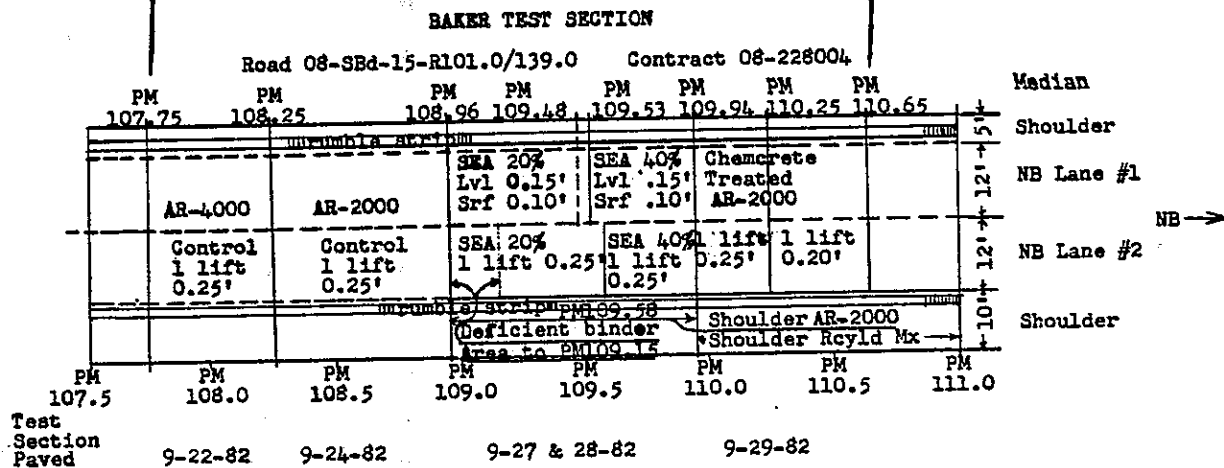 BAKER TEST SECTION
Road 08-SBd-15-R101.0/139.0 Contract 08-228004
PM 107.75
PM 108.25
PM 108.96
PM 109.48
PM 109.53
PM 109.94
PM 110.25
PM 110.65
Median
rumble strip
5'
Shoulder
SEA 20%
Lvl 0.15'
Srf 0.10'
SEA 40%
Lvl .15'
Srf .10'
Chemcrete
Treated
AR-2000
AR-4000
AR-2000
12'
NB Lane #1
NB
Control
1 lift
0.25'
Control
1 lift
0.25'
SEA 20%
1 lift 0.25'
SEA 40%
1 lift
0.25'
1 lift
0.25'
1 lift
0.20'
12'
NB Lane #2
rumble strip
PM109.58
Deficient binder
Area to PM109.15
Shoulder AR-2000
Shoulder Rcyld Mx
10'
Shoulder
PM 107.5
PM 108.0
PM 108.5
PM 109.0
PM 109.5
PM 110.0
PM 110.5
PM 111.0
Test
Section
Paved
9-22-82
9-24-82
9-27 & 28-82
9-29-82